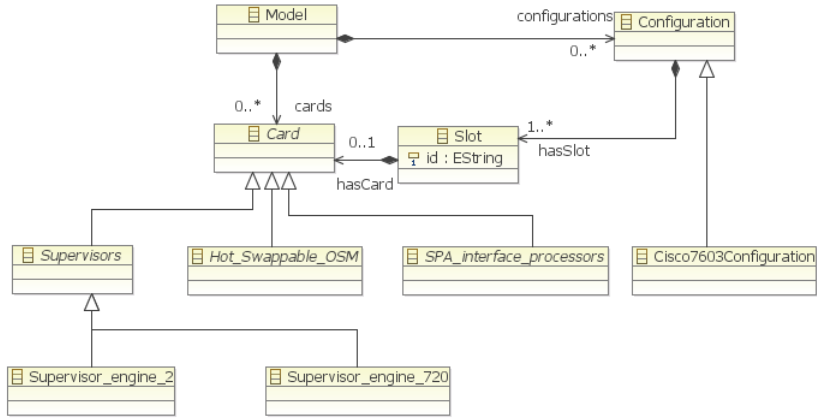 Model
configurations
0..*
Configuration
0..*
cards
Card
0..1
hasCard
Slot
id : EString
1..*
hasSlot
Supervisors
Hot_Swappable_OSM
SPA_interface_processors
Cisco7603Configuration
Supervisor_engine_2
Supervisor_engine_720